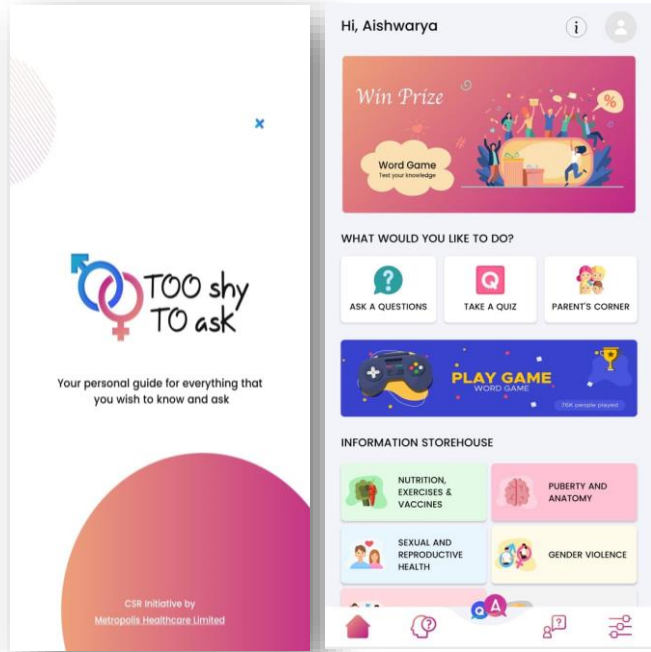 TOO shy
TO ask
Your personal guide for everything that
you wish to know and ask
CSR Initiative by
Metropolis Healthcare Limited
Hi, Aishwarya
i
Win Prize
%
Word Game
Test your knowledge
WHAT WOULD YOU LIKE TO DO?
?
Q
ASK A QUESTIONS
TAKE A QUIZ
PARENT'S CORNER
PLAY GAME
WORD GAME
76K people played
INFORMATION STOREHOUSE
NUTRITION,
EXERCISES &
VACCINES
PUBERTY AND
ANATOMY
SEXUAL AND
REPRODUCTIVE
HEALTH
GENDER VIOLENCE
Q A
? ?